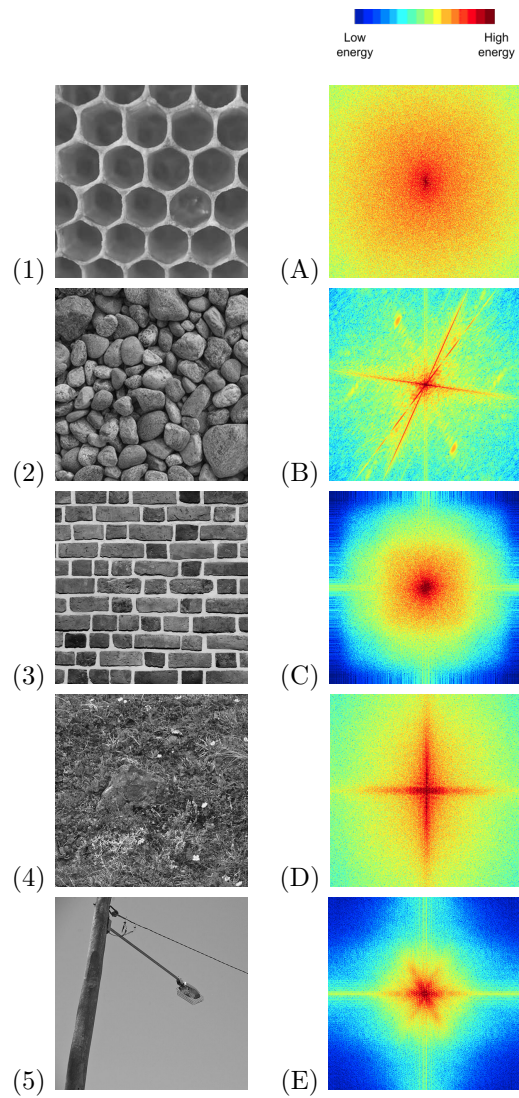 Low energy
High energy
(1)
(A)
(2)
(B)
(3)
(C)
(4)
(D)
(5)
(E)